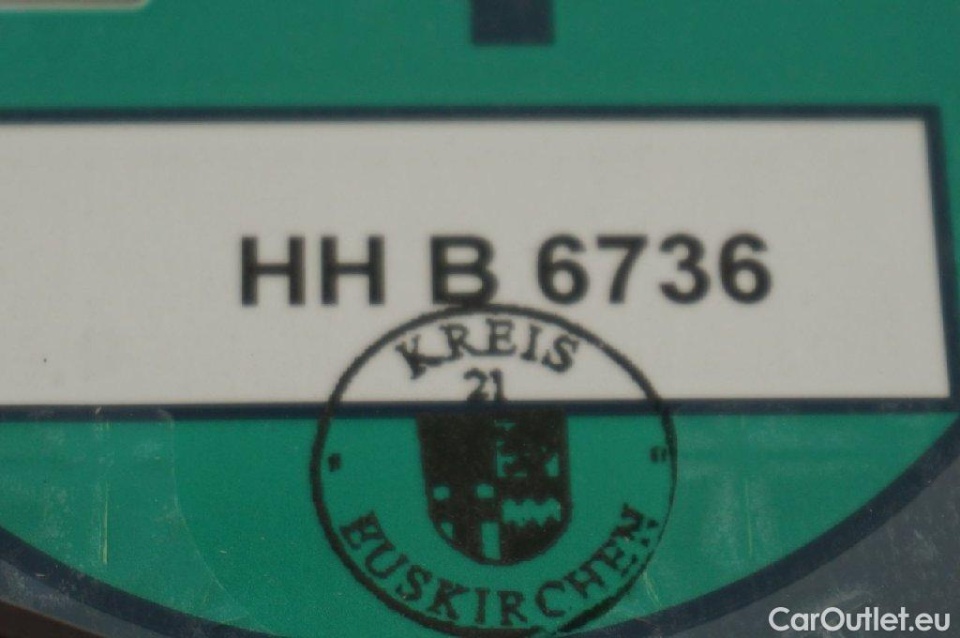 HH B 6736
KREIS
21
EUSKIRCHEN
CarOutlet.eu